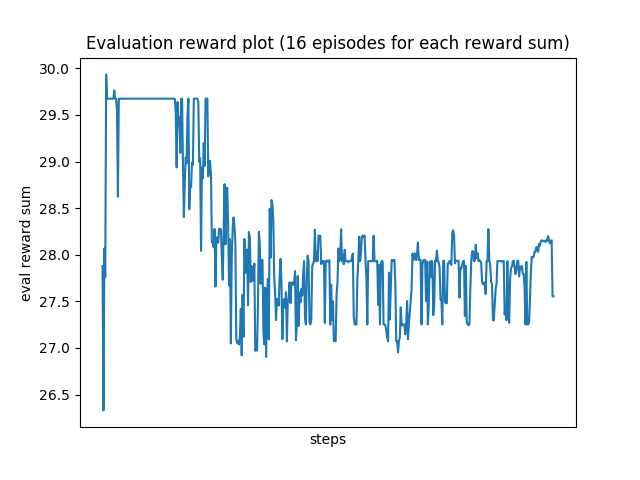 Evaluation reward plot (16 episodes for each reward sum)
30.0
29.5
29.0
28.5
28.0
27.5
27.0
26.5
eval reward sum
steps